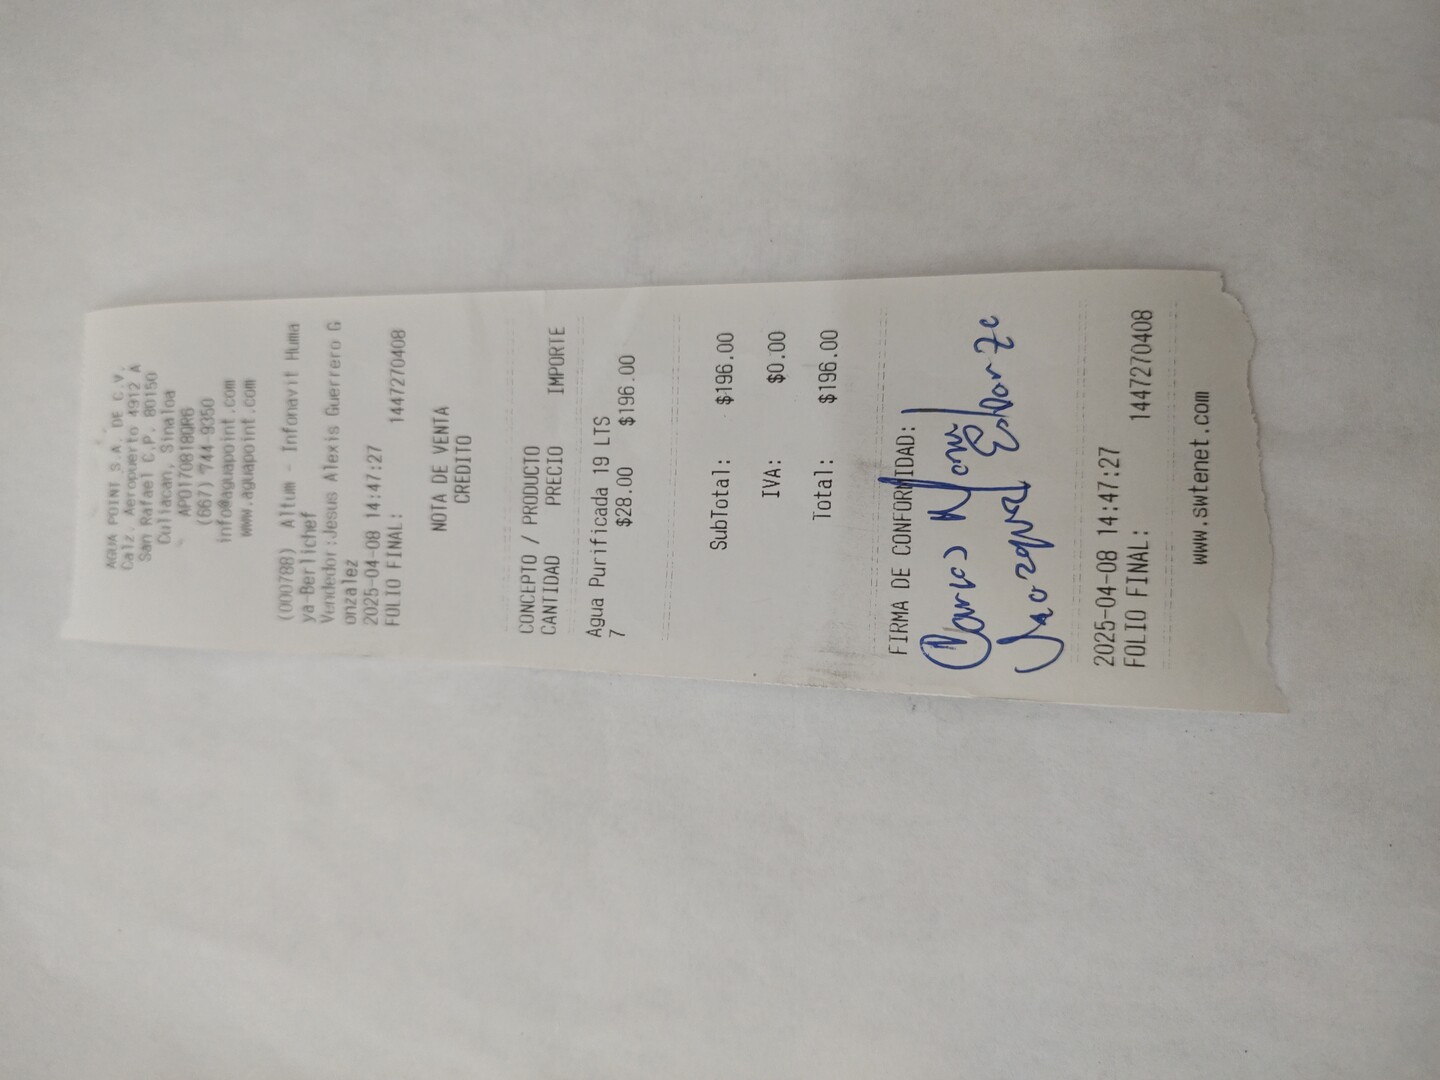 AGUA POINT S.A. DE C.V.
Calz. Aeropuerto 4912 A
San Rafael C.P. 80150
Culiacan, Sinaloa
APO170818QR6
(667) 744-9350
info@aguapoint.com
www.aguapoint.com
(000788) Altum - Infonavit Huma
ya-Berlichef
Vendedor:Jesus Alexis Guerrero G
onzalez
2025-04-08 14:47:27
FOLIO FINAL: 1447270408
NOTA DE VENTA
CREDITO
CONCEPTO / PRODUCTO
CANTIDAD PRECIO IMPORTE
Agua Purificada 19 LTS
7 $28.00 $196.00
SubTotal: $196.00
IVA: $0.00
Total: $196.00
FIRMA DE CONFORMIDAD:
Carlos
2025-04-08 14:47:27
FOLIO FINAL: 1447270408
www.swtenet.com